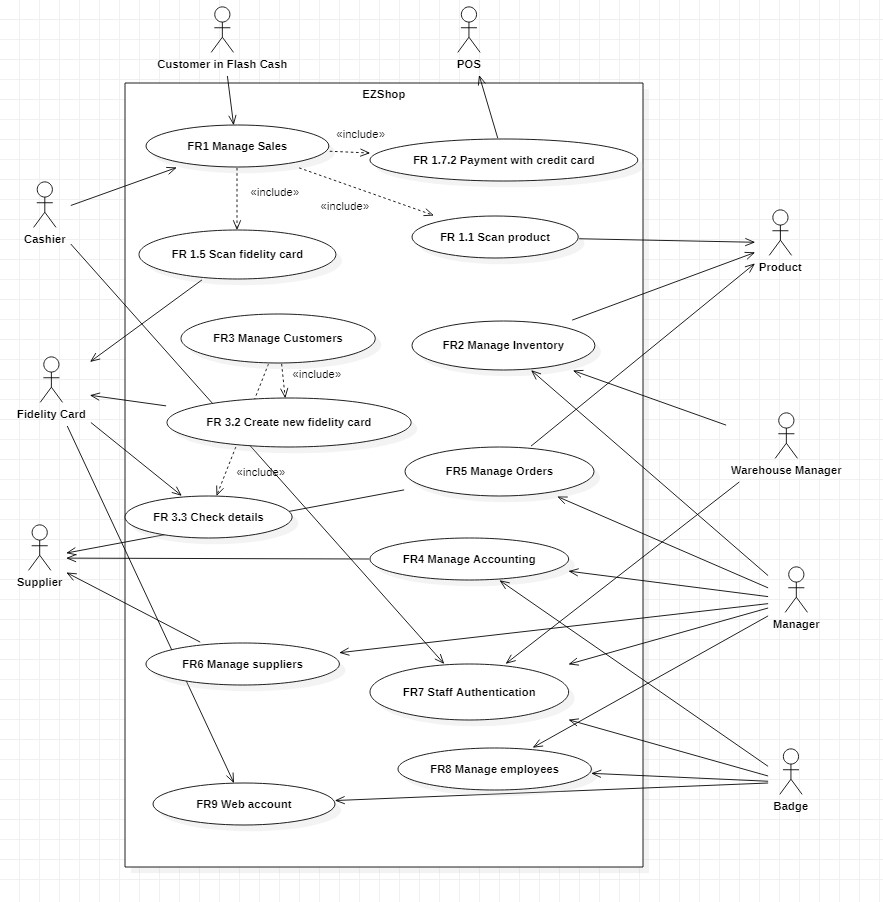 Customer in Flash Cash
POS
EZShop
«include»
FR1 Manage Sales
FR 1.7.2 Payment with credit card
«include»
«include»
Cashier
FR 1.5 Scan fidelity card
FR 1.1 Scan product
Product
FR3 Manage Customers
FR2 Manage Inventory
«include»
Fidelity Card
FR 3.2 Create new fidelity card
«include»
FR5 Manage Orders
Warehouse Manager
FR 3.3 Check details
FR4 Manage Accounting
Supplier
Manager
FR6 Manage suppliers
FR7 Staff Authentication
FR8 Manage employees
FR9 Web account
Badge